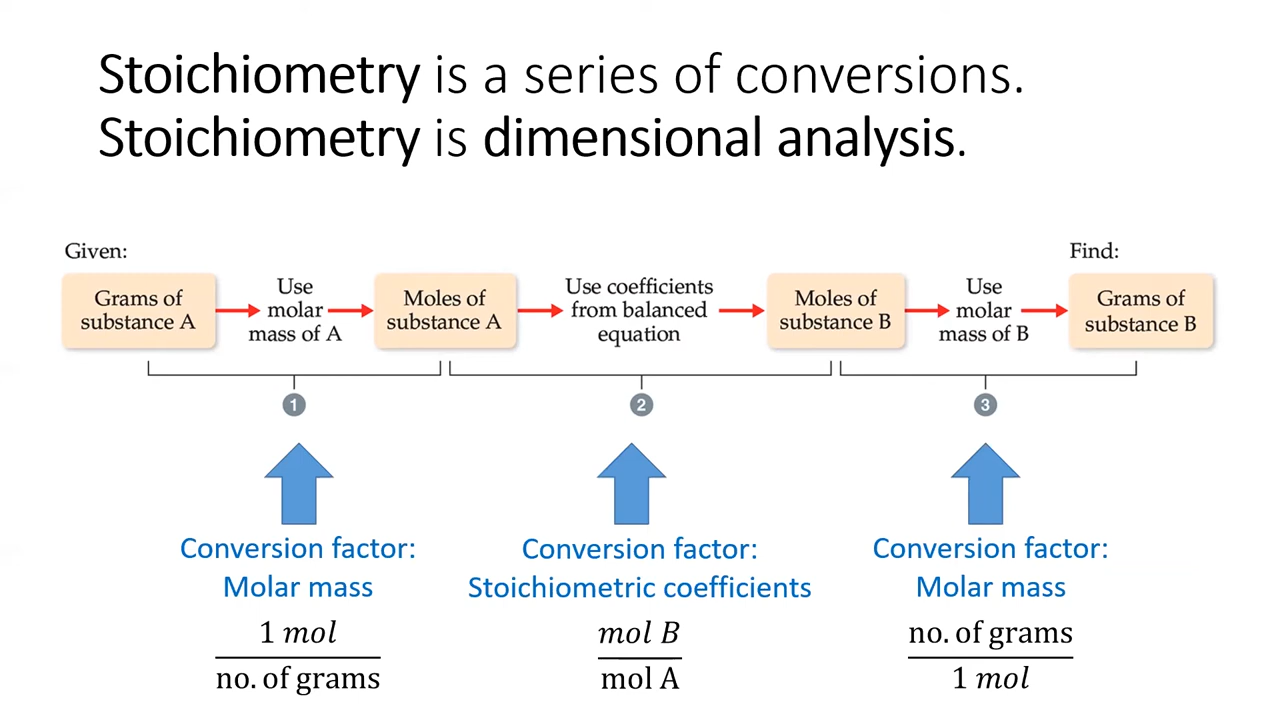 Stoichiometry is a series of conversions.
Stoichiometry is dimensional analysis.
Given:
Find:
Grams of
substance A
Use
molar
mass of A
Moles of
substance A
Use coefficients
from balanced
equation
Moles of
substance B
Use
molar
mass of B
Grams of
substance B
1
2
3
Conversion factor:
Molar mass
1 mol
no. of grams
Conversion factor:
Stoichiometric coefficients
mol B
mol A
Conversion factor:
Molar mass
no. of grams
1 mol